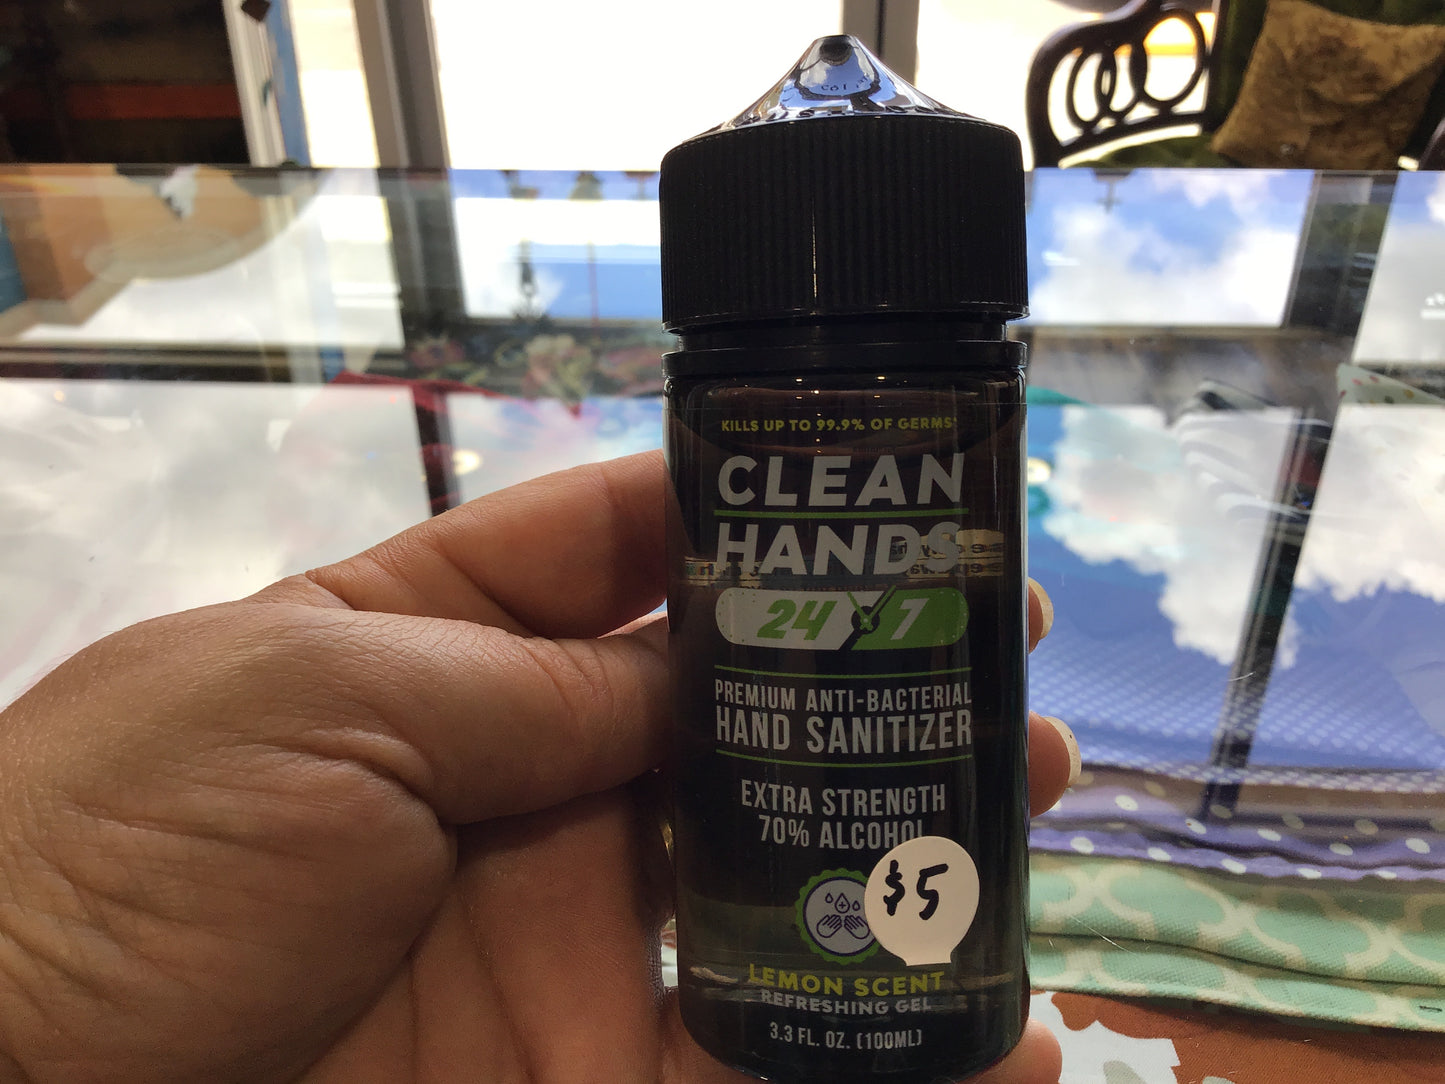 KILLS UP TO 99.9% OF GERMS*
CLEAN
HANDS
24 7
PREMIUM ANTI-BACTERIAL
HAND SANITIZER
EXTRA STRENGTH
70% ALCOHOL
$5
LEMON SCENT
REFRESHING GEL
3.3 FL. OZ. (100ML)